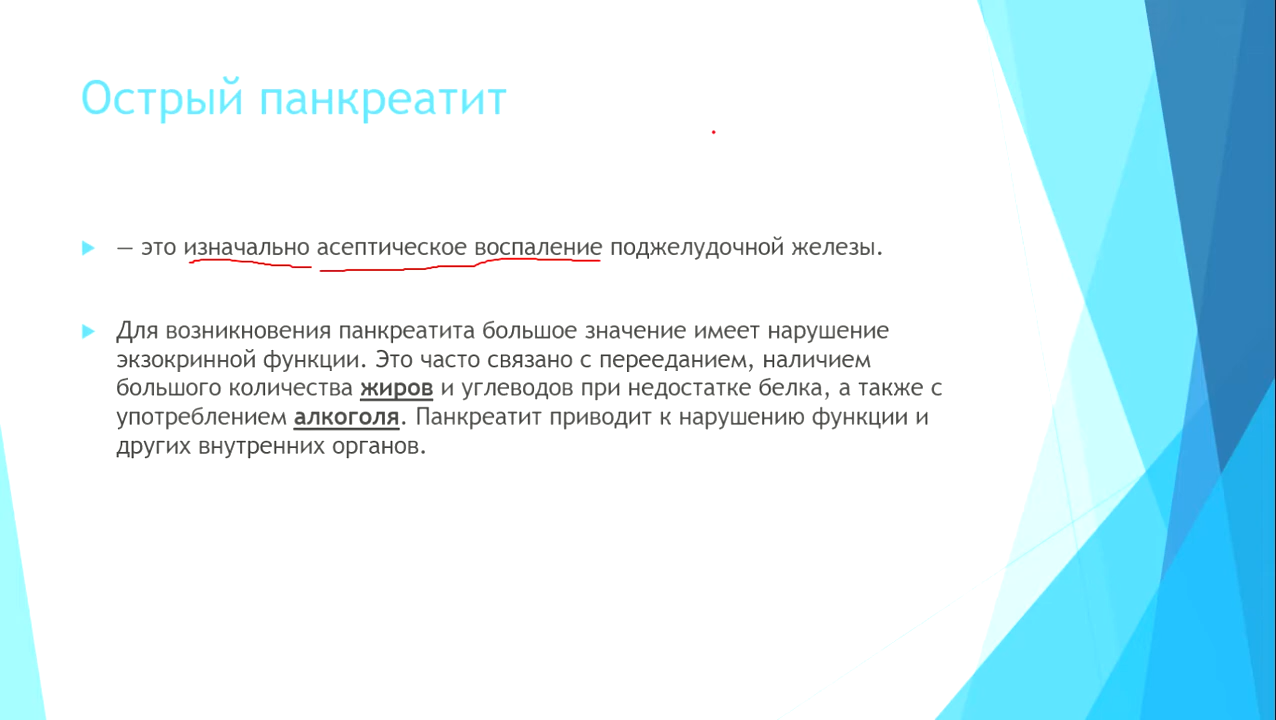 Острый панкреатит
— это изначально асептическое воспаление поджелудочной железы.
Для возникновения панкреатита большое значение имеет нарушение
экзокринной функции. Это часто связано с перееданием, наличием
большого количества жиров и углеводов при недостатке белка, а также с
употреблением алкоголя. Панкреатит приводит к нарушению функции и
других внутренних органов.